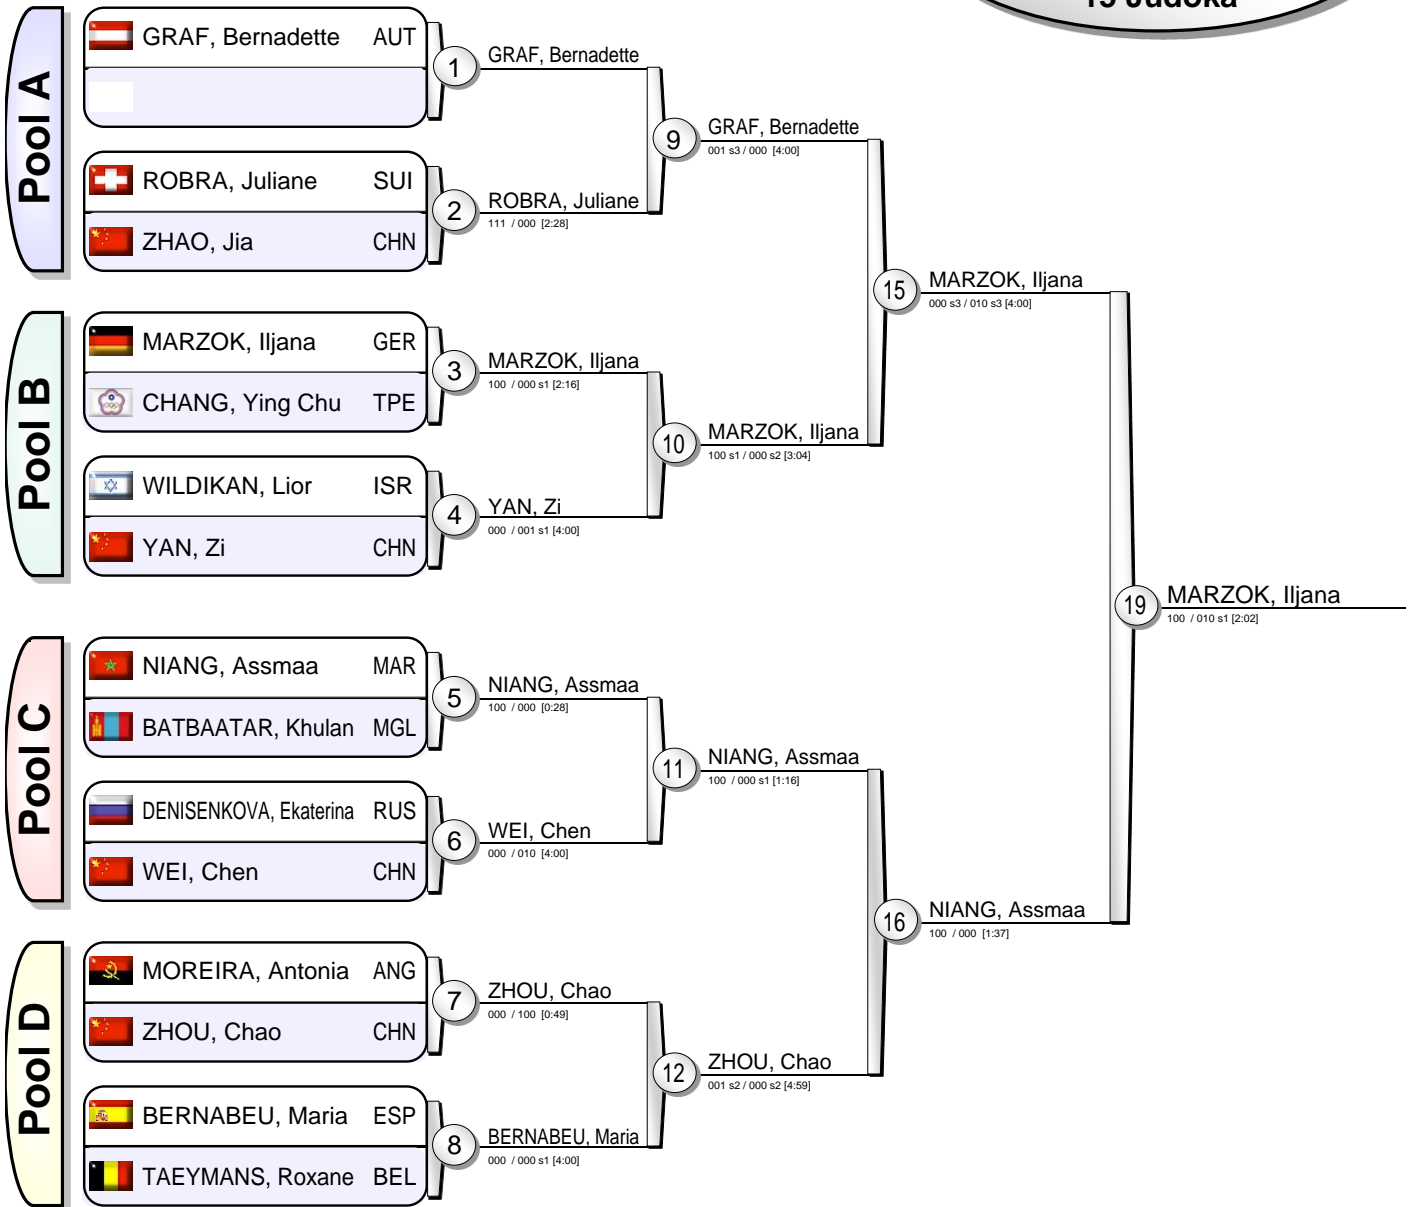 15 Judoka
Pool A
GRAF, Bernadette AUT
1
GRAF, Bernadette
ROBRA, Juliane SUI
ZHAO, Jia CHN
2
ROBRA, Juliane
111 / 000 [2:28]
9
GRAF, Bernadette
001 s3 / 000 [4:00]
Pool B
MARZOK, Iljana GER
CHANG, Ying Chu TPE
3
MARZOK, Iljana
100 / 000 s1 [2:16]
WILDIKAN, Lior ISR
YAN, Zi CHN
4
YAN, Zi
000 / 001 s1 [4:00]
10
MARZOK, Iljana
100 s1 / 000 s2 [3:04]
15
MARZOK, Iljana
000 s3 / 010 s3 [4:00]
Pool C
NIANG, Assmaa MAR
BATBAATAR, Khulan MGL
5
NIANG, Assmaa
100 / 000 [0:28]
DENISENKOVA, Ekaterina RUS
WEI, Chen CHN
6
WEI, Chen
000 / 010 [4:00]
11
NIANG, Assmaa
100 / 000 s1 [1:16]
Pool D
MOREIRA, Antonia ANG
ZHOU, Chao CHN
7
ZHOU, Chao
000 / 100 [0:49]
BERNABEU, Maria ESP
TAEYMANS, Roxane BEL
8
BERNABEU, Maria
000 / 000 s1 [4:00]
12
ZHOU, Chao
001 s2 / 000 s2 [4:59]
16
NIANG, Assmaa
100 / 000 [1:37]
19
MARZOK, Iljana
100 / 010 s1 [2:02]